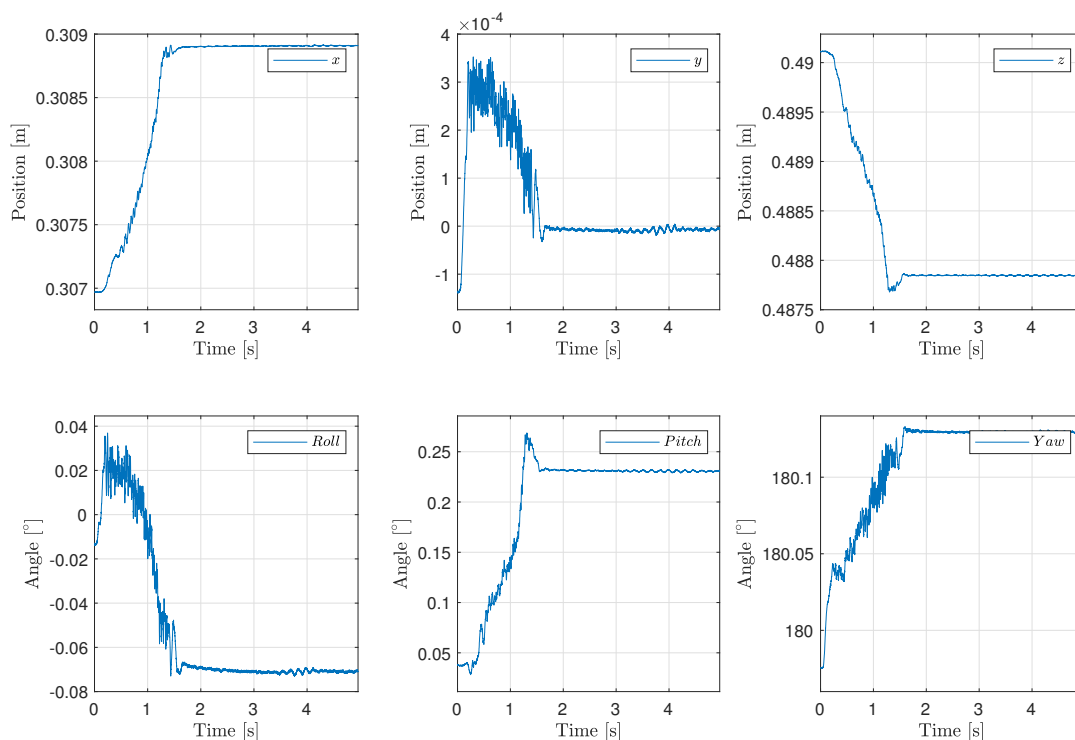 0.309
0.3085
0.308
0.3075
0.307
Position [m]
x
0 1 2 3 4
Time [s]
×10⁻⁴
4
3
2
1
0
-1
Position [m]
y
0 1 2 3 4
Time [s]
0.49
0.4895
0.489
0.4885
0.488
0.4875
Position [m]
z
0 1 2 3 4
Time [s]
0.04
0.02
0
-0.02
-0.04
-0.06
-0.08
Angle [°]
Roll
0 1 2 3 4
Time [s]
0.25
0.2
0.15
0.1
0.05
Angle [°]
Pitch
0 1 2 3 4
Time [s]
180.1
180.05
180
Angle [°]
Yaw
0 1 2 3 4
Time [s]